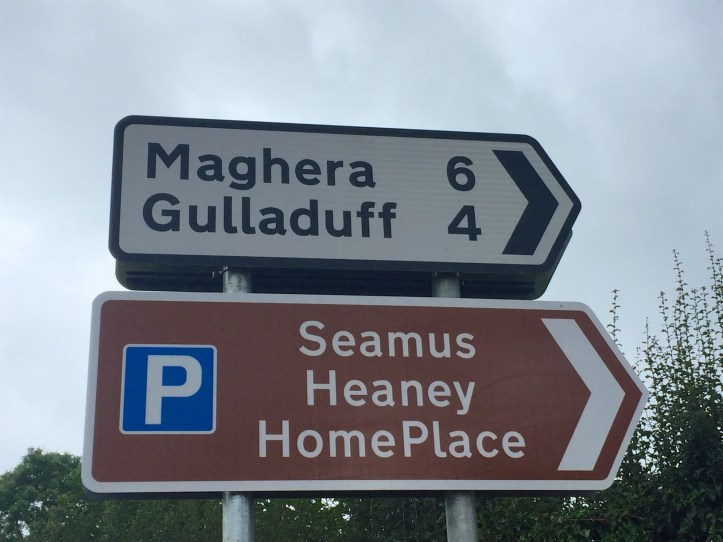 Maghera 6
Gulladuff 4
P
Seamus
Heaney
HomePlace